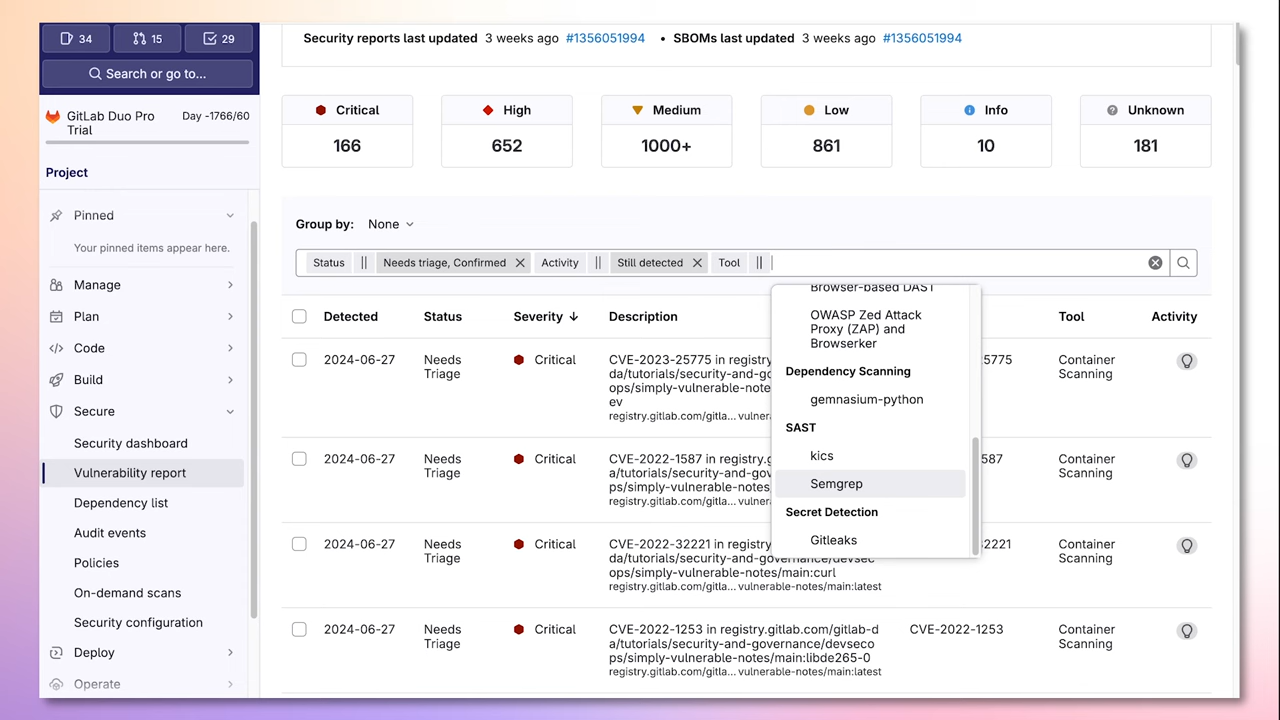 34 15 29
Search or go to...
GitLab Duo Pro Day -1766/60
Trial
Project
Pinned
Your pinned items appear here.
Manage
Plan
Code
Build
Secure
Security dashboard
Vulnerability report
Dependency list
Audit events
Policies
On-demand scans
Security configuration
Deploy
Operate
Security reports last updated 3 weeks ago #1356051994 • SBOMs last updated 3 weeks ago #1356051994
Critical High Medium Low Info Unknown
166 652 1000+ 861 10 181
Group by: None
Status || Needs triage, Confirmed Activity || Still detected Tool ||
Browser-based DAST
OWASP Zed Attack
Proxy (ZAP) and
Browserker
Dependency Scanning
gemnasium-python
SAST
kics
Semgrep
Secret Detection
Gitleaks
Detected Status Severity Description Tool Activity
2024-06-27 Needs Critical CVE-2023-25775 in registry. 5775 Container
Triage da/tutorials/security-and-go Scanning
ops/simply-vulnerable-note
ev
registry.gitlab.com/gitla... vulnera
2024-06-27 Needs Critical CVE-2022-1587 in registry.g 587 Container
Triage a/tutorials/security-and-gov Scanning
ps/simply-vulnerable-notes
registry.gitlab.com/gitla... vulnera
2024-06-27 Needs Critical CVE-2022-32221 in registry 2221 Container
Triage da/tutorials/security-and-governance/devsec Scanning
ops/simply-vulnerable-notes/main:curl
registry.gitlab.com/gitla... vulnerable-notes/main:latest
2024-06-27 Needs Critical CVE-2022-1253 in registry.gitlab.com/gitlab-d CVE-2022-1253 Container
Triage a/tutorials/security-and-governance/devseco Scanning
ps/simply-vulnerable-notes/main:libde265-0
registry.gitlab.com/gitla... vulnerable-notes/main:latest